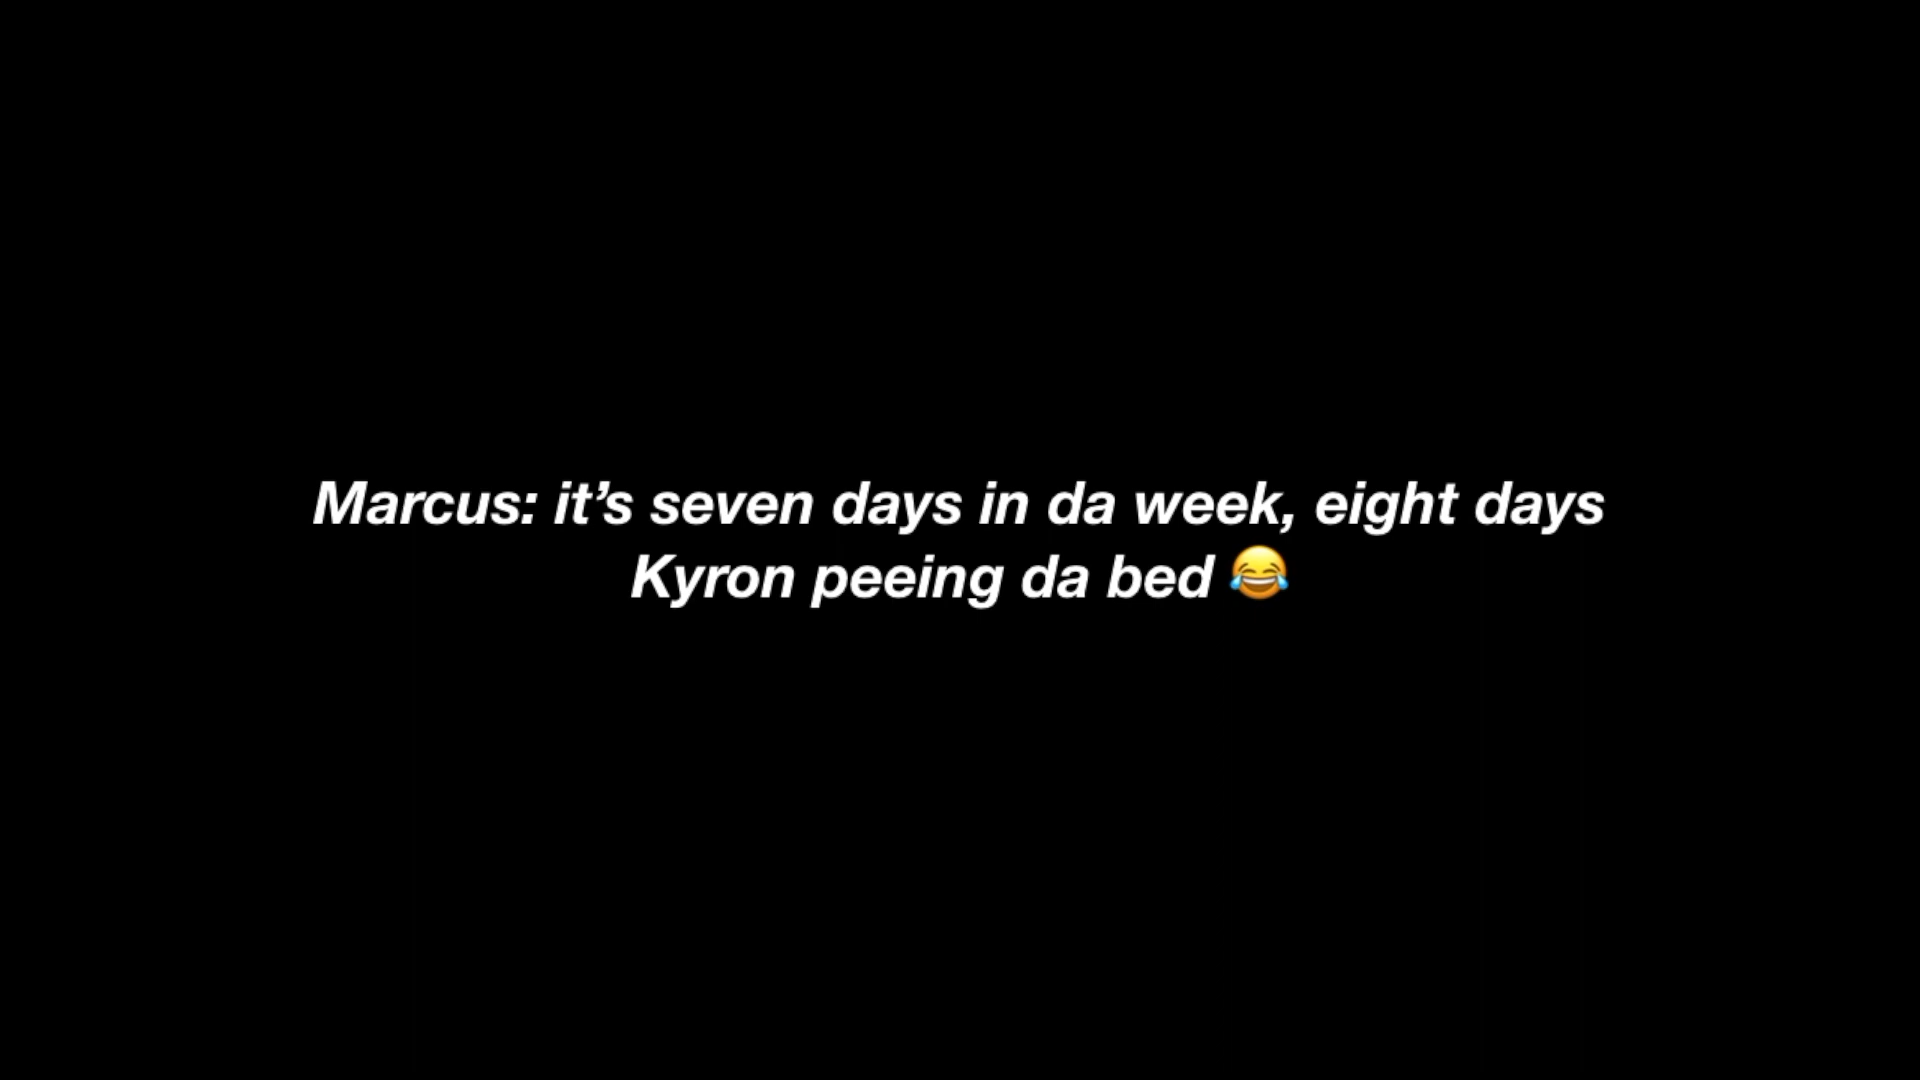 Marcus: it’s seven days in da week, eight days
Kyron peeing da bed 😂